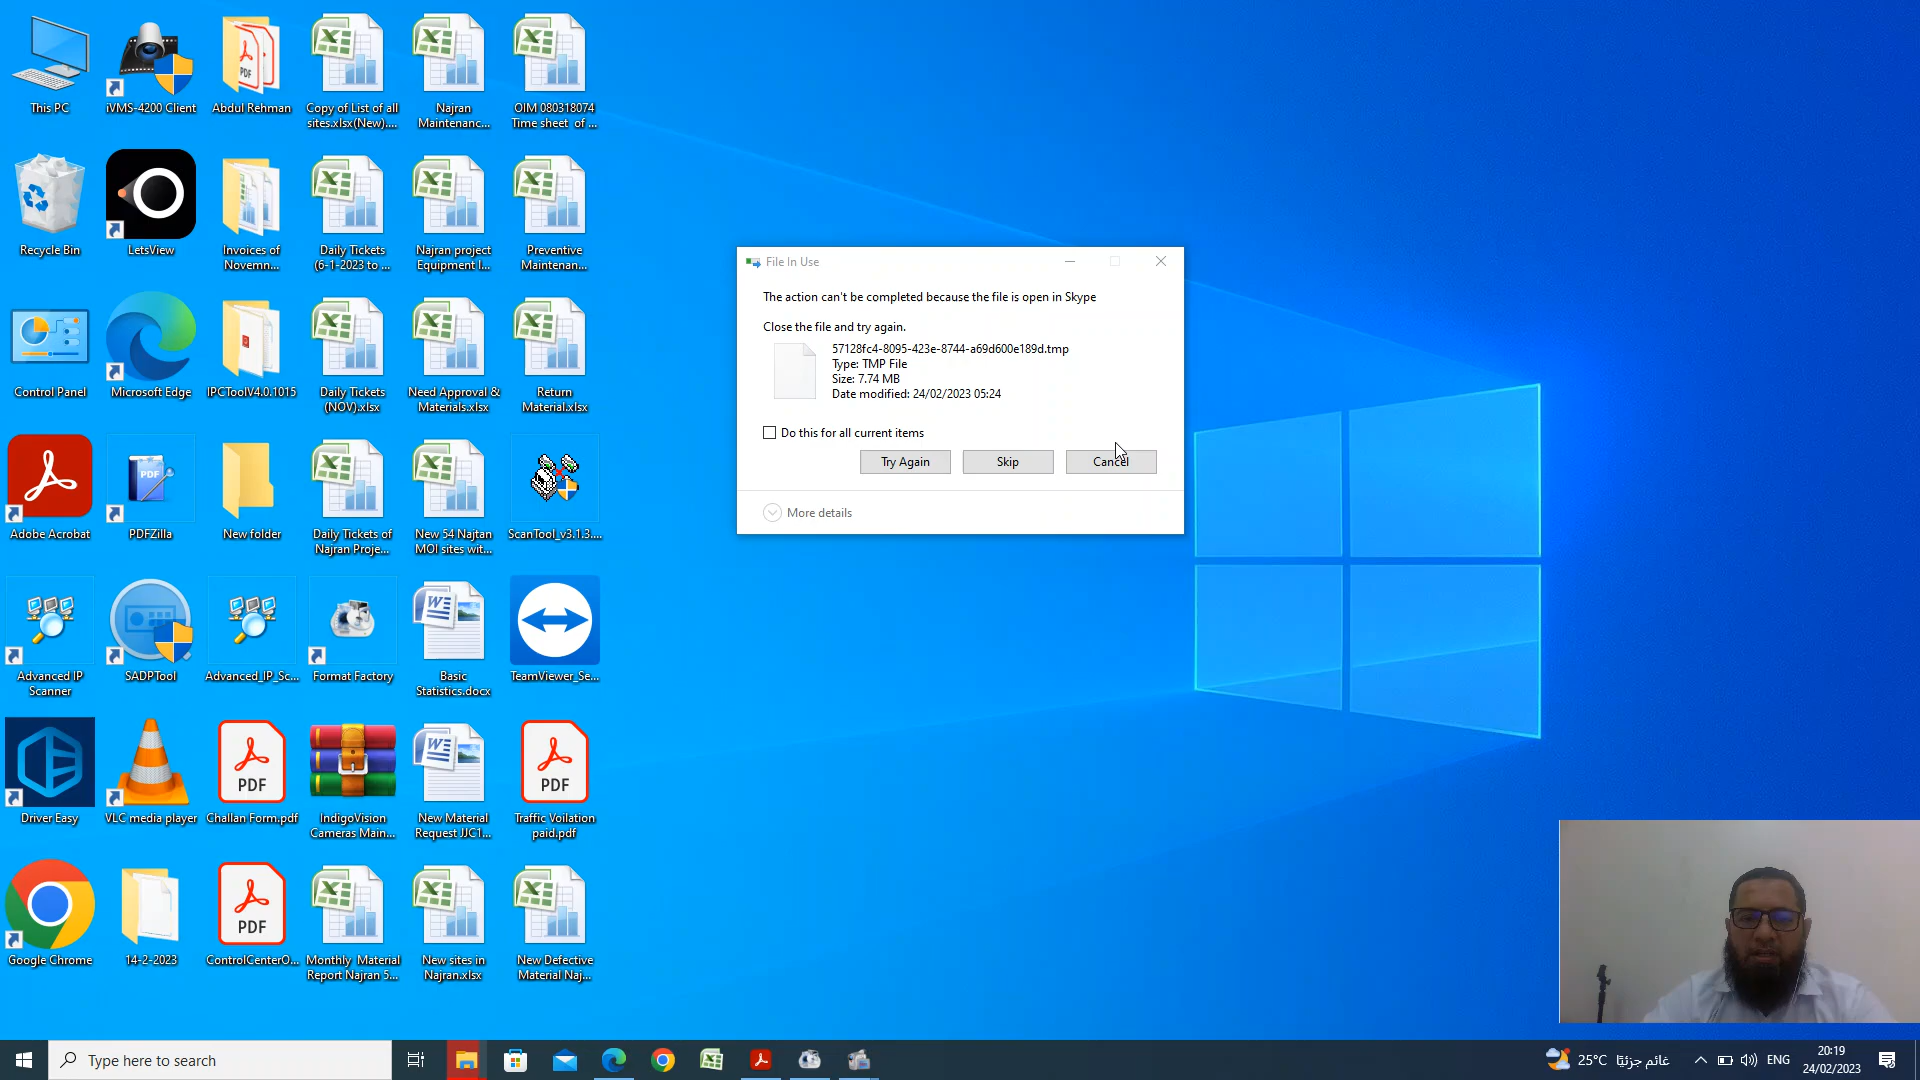 This PC
iVMS-4200 Client
Abdul Rehman
Copy of List of all
sites.xlsx(New)....
Najran
Maintenanc...
OIM 080318074
Time sheet of ...
Recycle Bin
LetsView
Invoices of
Novemn...
Daily Tickets
(6-1-2023 to ...
Najran project
Equipment I...
Preventive
Maintenan...
Control Panel
Microsoft Edge
IPCToolV4.0.1015
Daily Tickets
(NOV).xlsx
Need Approval &
Materials.xlsx
Return
Material.xlsx
Adobe Acrobat
PDF
PDFZilla
New folder
Daily Tickets of
Najran Proje...
New 54 Najtan
MOI sites wit...
ScanTool_v3.1.3....
Advanced IP
Scanner
SADPTool
Advanced_IP_Sc...
Format Factory
Basic
Statistics.docx
TeamViewer_Se...
Driver Easy
VLC media player
PDF
Challan Form.pdf
IndigoVision
Cameras Main...
New Material
Request JJC1...
PDF
Traffic Voilation
paid.pdf
Google Chrome
14-2-2023
PDF
ControlCenterO...
Monthly Material
Report Najran 5...
New sites in
Najran.xlsx
New Defective
Material Naj...
File In Use
The action can't be completed because the file is open in Skype
Close the file and try again.
57128fc4-8095-423e-8744-a69d600e189d.tmp
Type: TMP File
Size: 7.74 MB
Date modified: 24/02/2023 05:24
Do this for all current items
Try Again
Skip
Cancel
More details
Type here to search
25°C غائم جزئيًا
ENG
20:19
24/02/2023